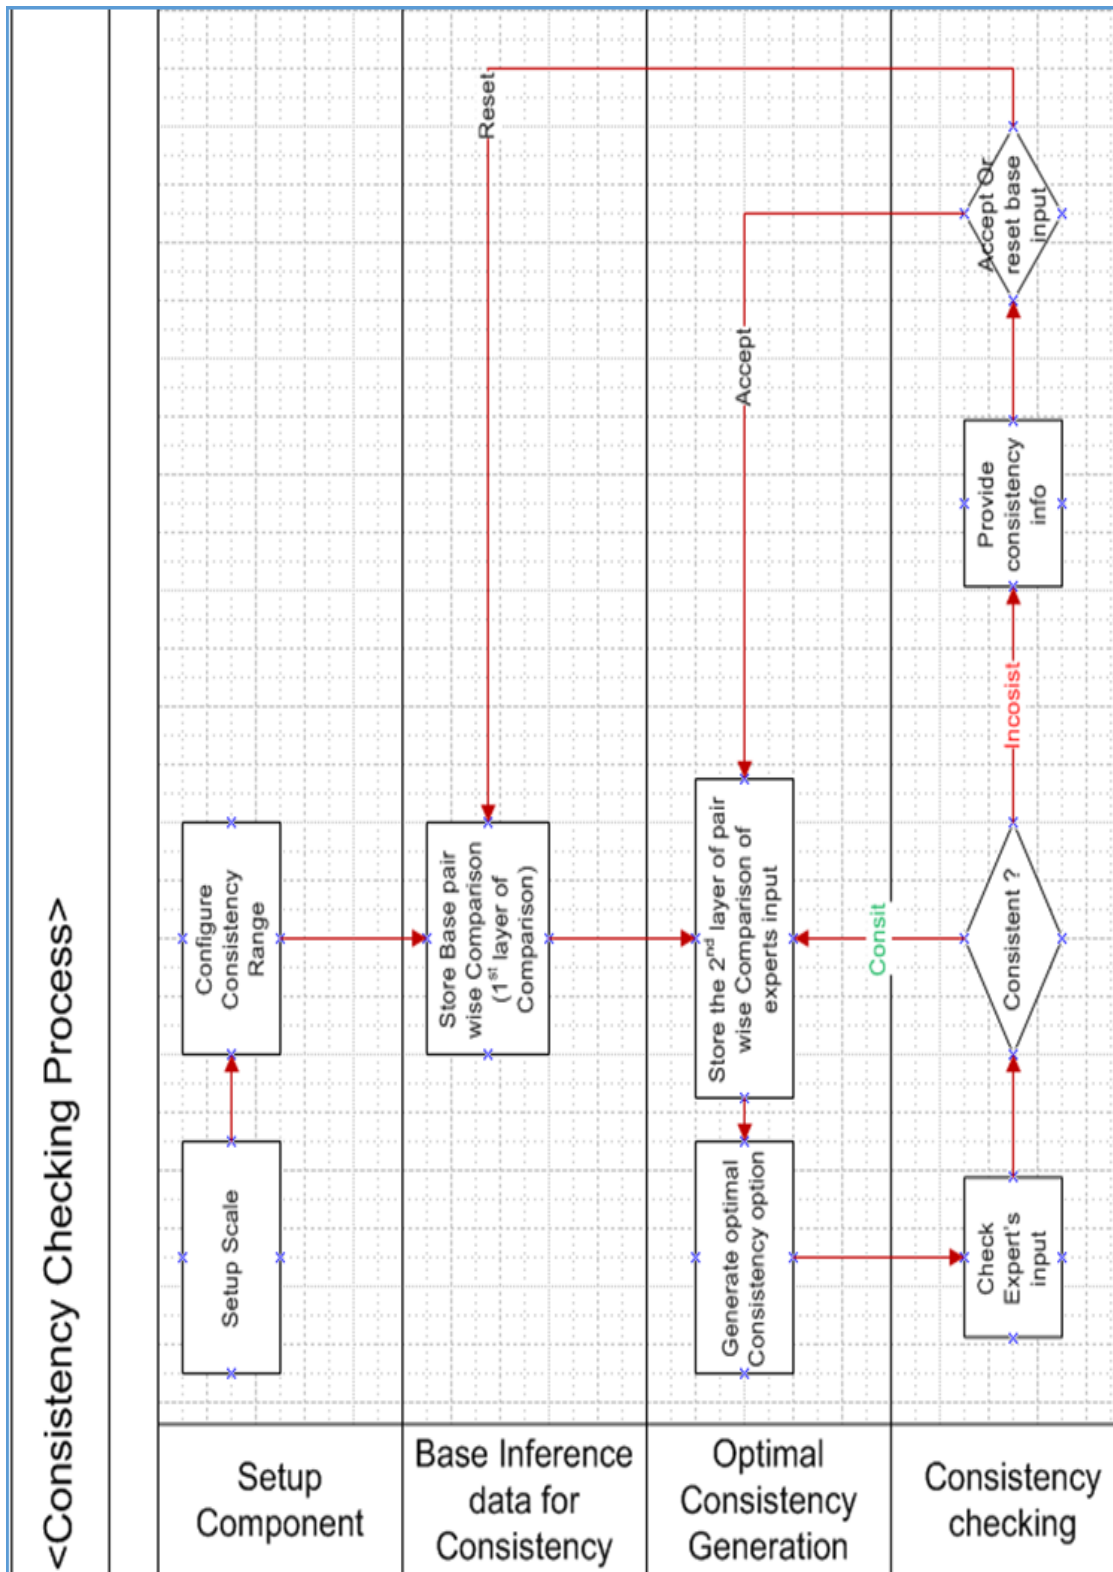 <Consistency Checking Process>
Setup
Component
Setup Scale
Configure
Consistency
Range
Base Inference
data for
Consistency
Store Base pair
wise Comparison
(1st layer of
Comparison)
Reset
Optimal
Consistency
Generation
Generate optimal
Consistency option
Store the 2nd layer of pair
wise Comparison of
experts input
Accept
Consistency
checking
Check
Expert's
input
Consistent ?
Consit
Incosist
Provide
consistency
info
Accept Or
reset base
input